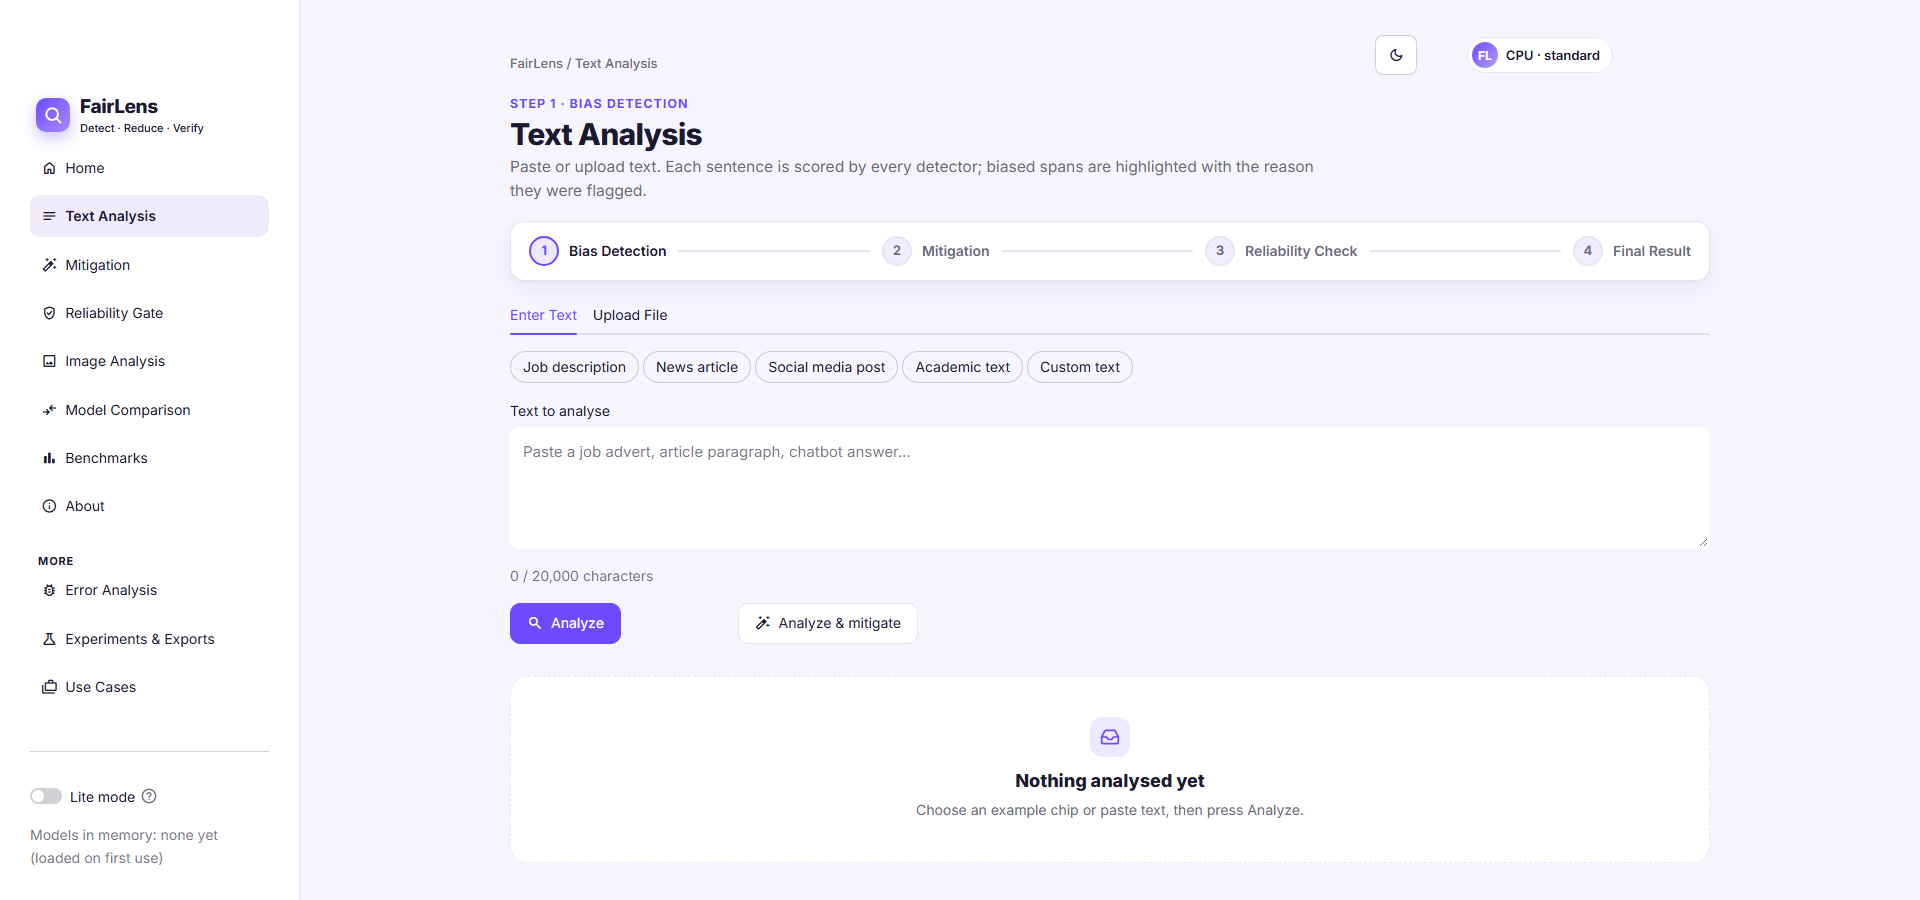 FairLens
Detect · Reduce · Verify
Home
Text Analysis
Mitigation
Reliability Gate
Image Analysis
Model Comparison
Benchmarks
About
MORE
Error Analysis
Experiments & Exports
Use Cases
Lite mode
Models in memory: none yet
(loaded on first use)
FairLens / Text Analysis
FL CPU · standard
STEP 1 · BIAS DETECTION
Text Analysis
Paste or upload text. Each sentence is scored by every detector; biased spans are highlighted with the reason
they were flagged.
1 Bias Detection 2 Mitigation 3 Reliability Check 4 Final Result
Enter Text Upload File
Job description News article Social media post Academic text Custom text
Text to analyse
Paste a job advert, article paragraph, chatbot answer...
0 / 20,000 characters
Analyze Analyze & mitigate
Nothing analysed yet
Choose an example chip or paste text, then press Analyze.